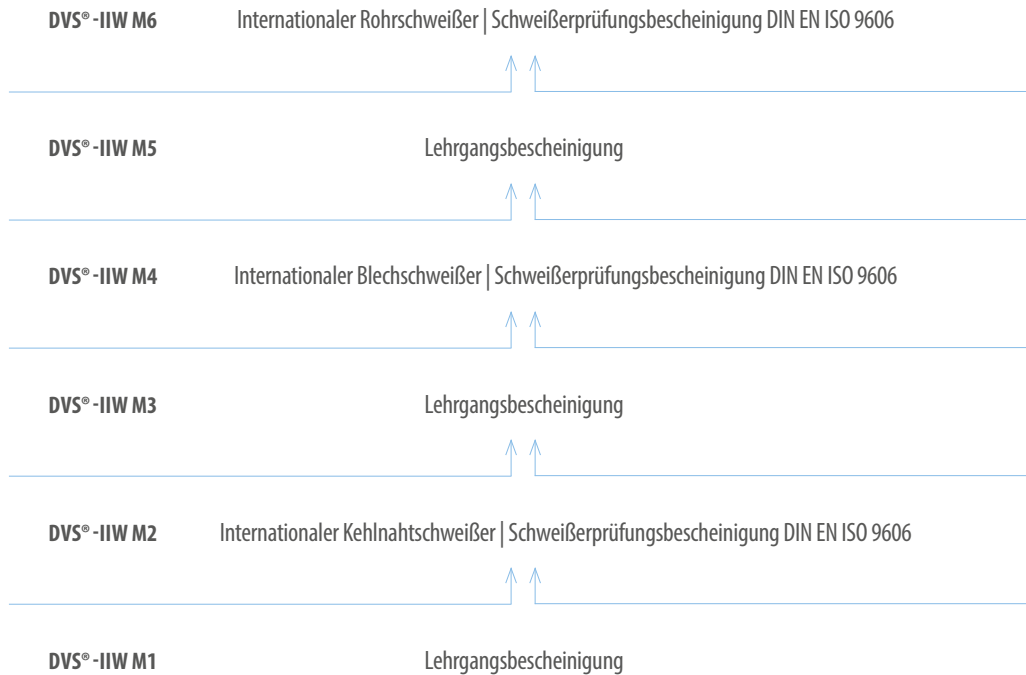 DVS® -IIW M6 Internationaler Rohrschweißer | Schweißerprüfungsbescheinigung DIN EN ISO 9606
DVS® -IIW M5 Lehrgangsbescheinigung
DVS® -IIW M4 Internationaler Blechschweißer | Schweißerprüfungsbescheinigung DIN EN ISO 9606
DVS® -IIW M3 Lehrgangsbescheinigung
DVS® -IIW M2 Internationaler Kehlnahtschweißer | Schweißerprüfungsbescheinigung DIN EN ISO 9606
DVS® -IIW M1 Lehrgangsbescheinigung